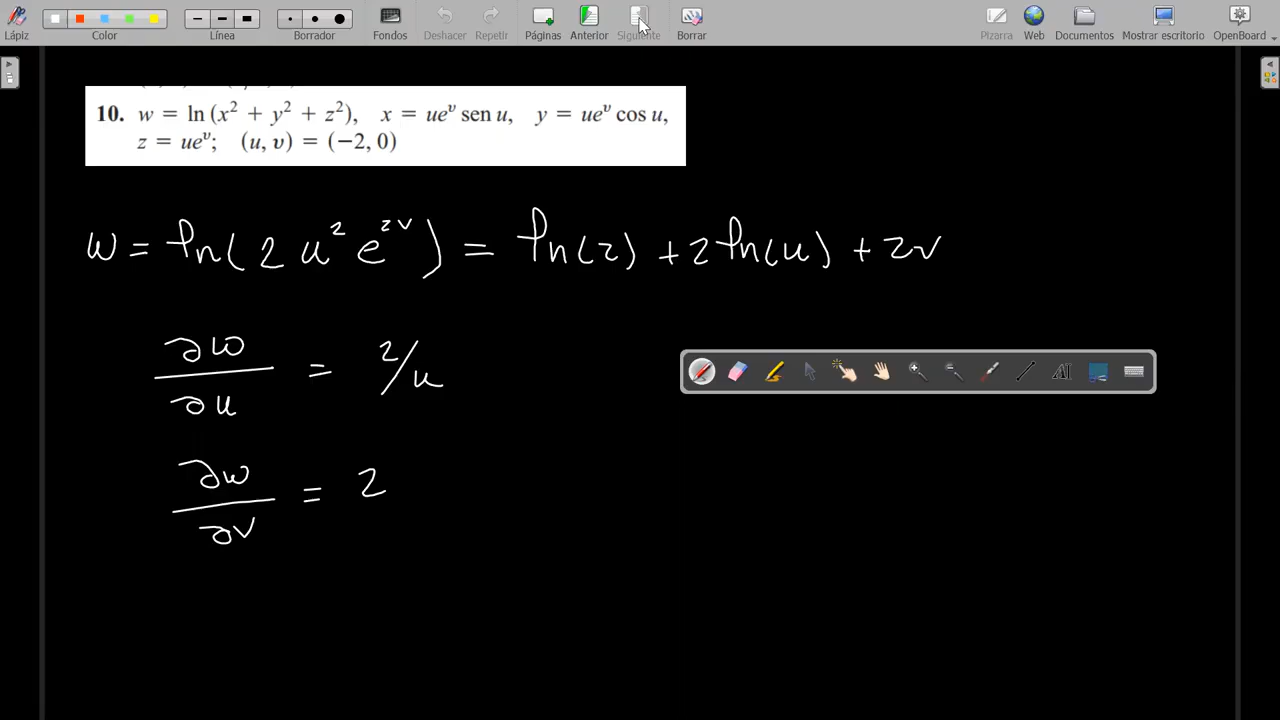 Lápiz Color Línea Borrador Fondos Deshacer Repetir Páginas Anterior Siguiente Borrar Pizarra Web Documentos Mostrar escritorio OpenBoard
10. w = ln (x² + y² + z²), x = ue^v sen u, y = ue^v cos u,
z = ue^v; (u, v) = (−2, 0)
w = ln( 2 u² e^2v ) = ln(2) + 2 ln(u) + 2v
∂w/∂u = 2/u
∂w/∂v = 2